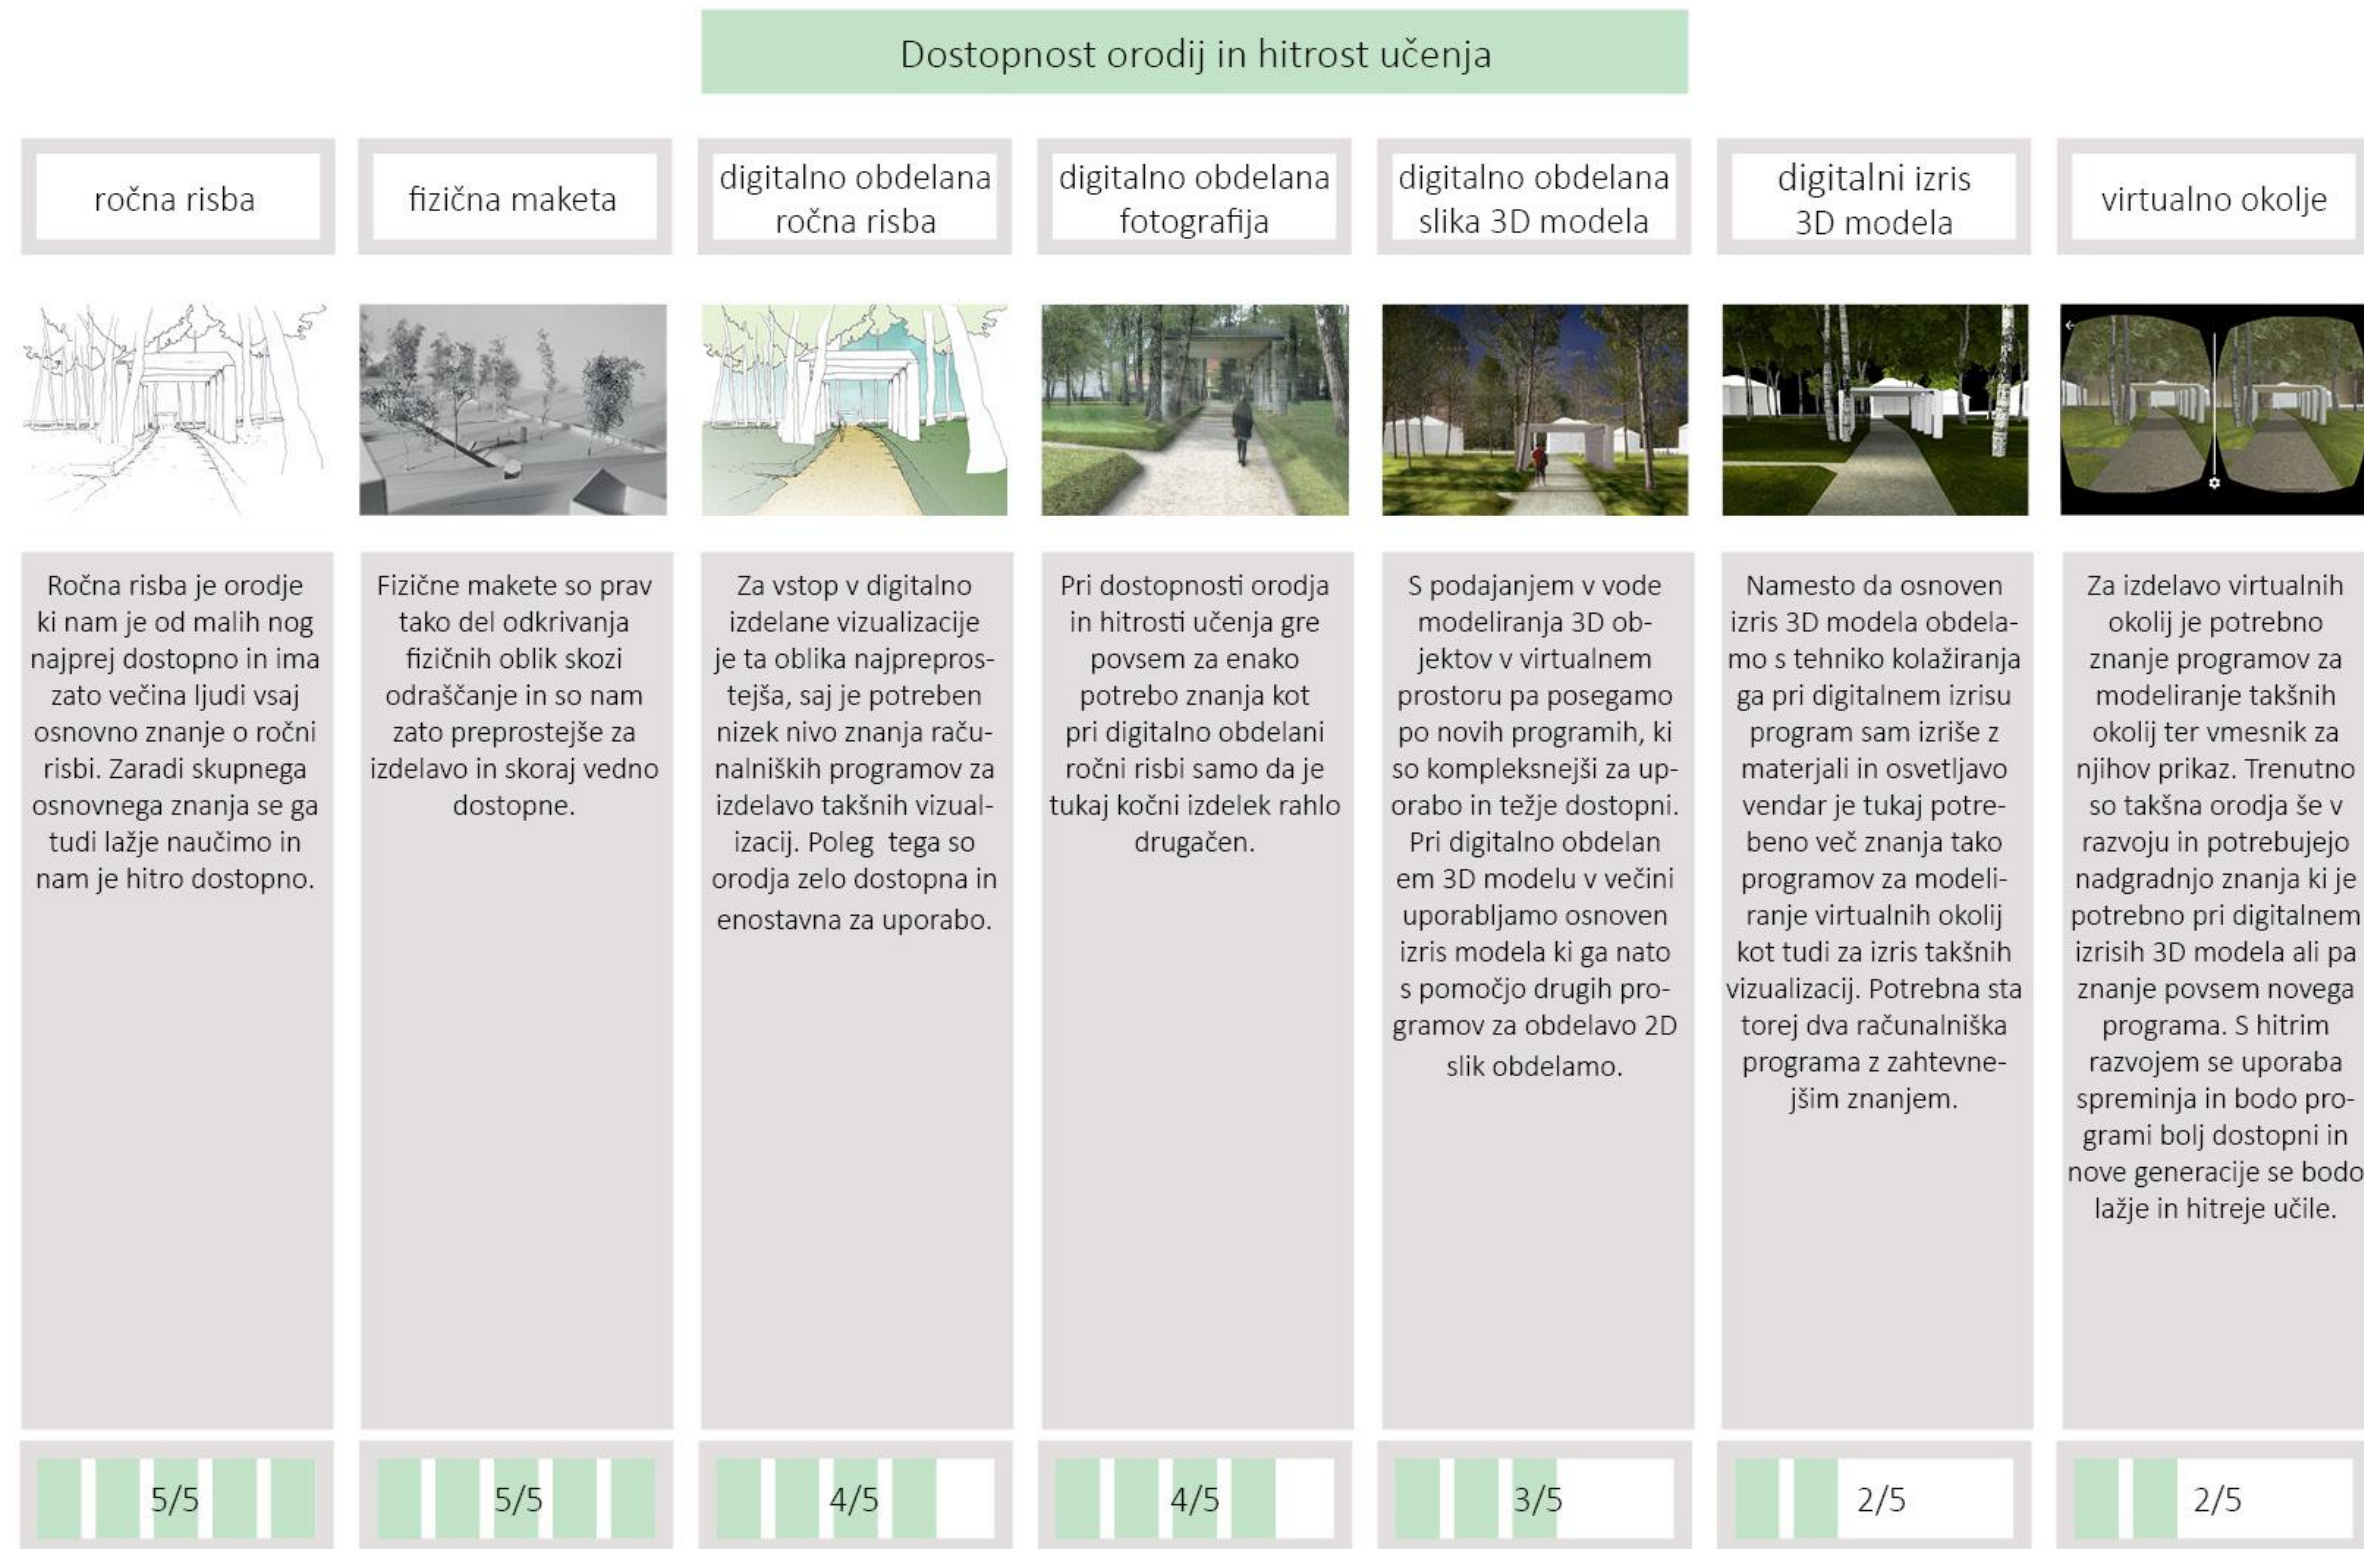 Dostopnost orodij in hitrost učenja
ročna risba
fizična maketa
digitalno obdelana
ročna risba
digitalno obdelana
fotografija
digitalno obdelana
slika 3D modela
digitalni izris
3D modela
virtualno okolje
Ročna risba je orodje
ki nam je od malih nog
najprej dostopno in ima
zato večina ljudi vsaj
osnovno znanje o ročni
risbi. Zaradi skupnega
osnovnega znanja se ga
tudi lažje naučimo in
nam je hitro dostopno.
Fizične makete so prav
tako del odkrivanja
fizičnih oblik skozi
odraščanje in so nam
zato preprostejše za
izdelavo in skoraj vedno
dostopne.
Za vstop v digitalno
izdelane vizualizacije
je ta oblika najprepros-
tejša, saj je potreben
nizek nivo znanja raču-
nalniških programov za
izdelavo takšnih vizual-
izacij. Poleg tega so
orodja zelo dostopna in
enostavna za uporabo.
Pri dostopnosti orodja
in hitrosti učenja gre
povsem za enako
potrebo znanja kot
pri digitalno obdelani
ročni risbi samo da je
tukaj kočni izdelek rahlo
drugačen.
S podajanjem v vode
modeliranja 3D ob-
jektov v virtualnem
prostoru pa posegamo
po novih programih, ki
so kompleksnejši za up-
orabo in težje dostopni.
Pri digitalno obdelan
em 3D modelu v večini
uporabljamo osnoven
izris modela ki ga nato
s pomočjo drugih pro-
gramov za obdelavo 2D
slik obdelamo.
Namesto da osnoven
izris 3D modela obdela-
mo s tehniko kolažiranja
ga pri digitalnem izrisu
program sam izriše z
materjali in osvetljavo
vendar je tukaj potre-
beno več znanja tako
programov za modeli-
ranje virtualnih okolij
kot tudi za izris takšnih
vizualizacij. Potrebna sta
torej dva računalniška
programa z zahtevne-
jšim znanjem.
Za izdelavo virtualnih
okolij je potrebno
znanje programov za
modeliranje takšnih
okolij ter vmesnik za
njihov prikaz. Trenutno
so takšna orodja še v
razvoju in potrebujejo
nadgradnjo znanja ki je
potrebno pri digitalnem
izrisih 3D modela ali pa
znanje povsem novega
programa. S hitrim
razvojem se uporaba
spreminja in bodo pro-
grami bolj dostopni in
nove generacije se bodo
lažje in hitreje učile.
5/5
5/5
4/5
4/5
3/5
2/5
2/5